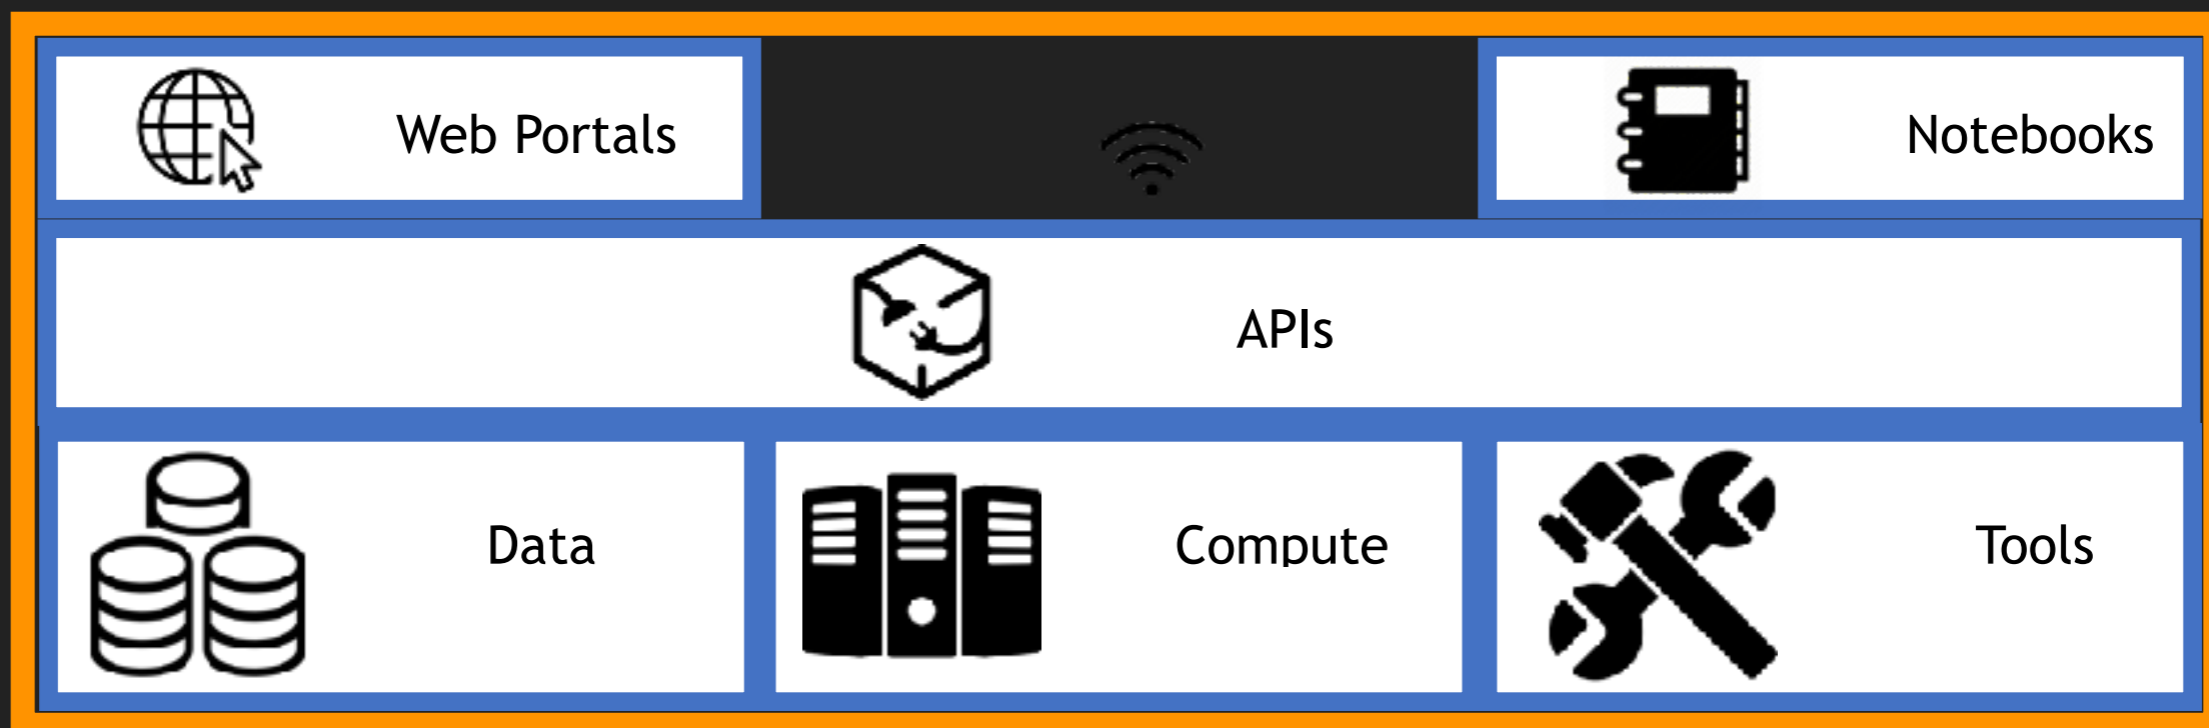 Web Portals
Notebooks
APIs
Data
Compute
Tools